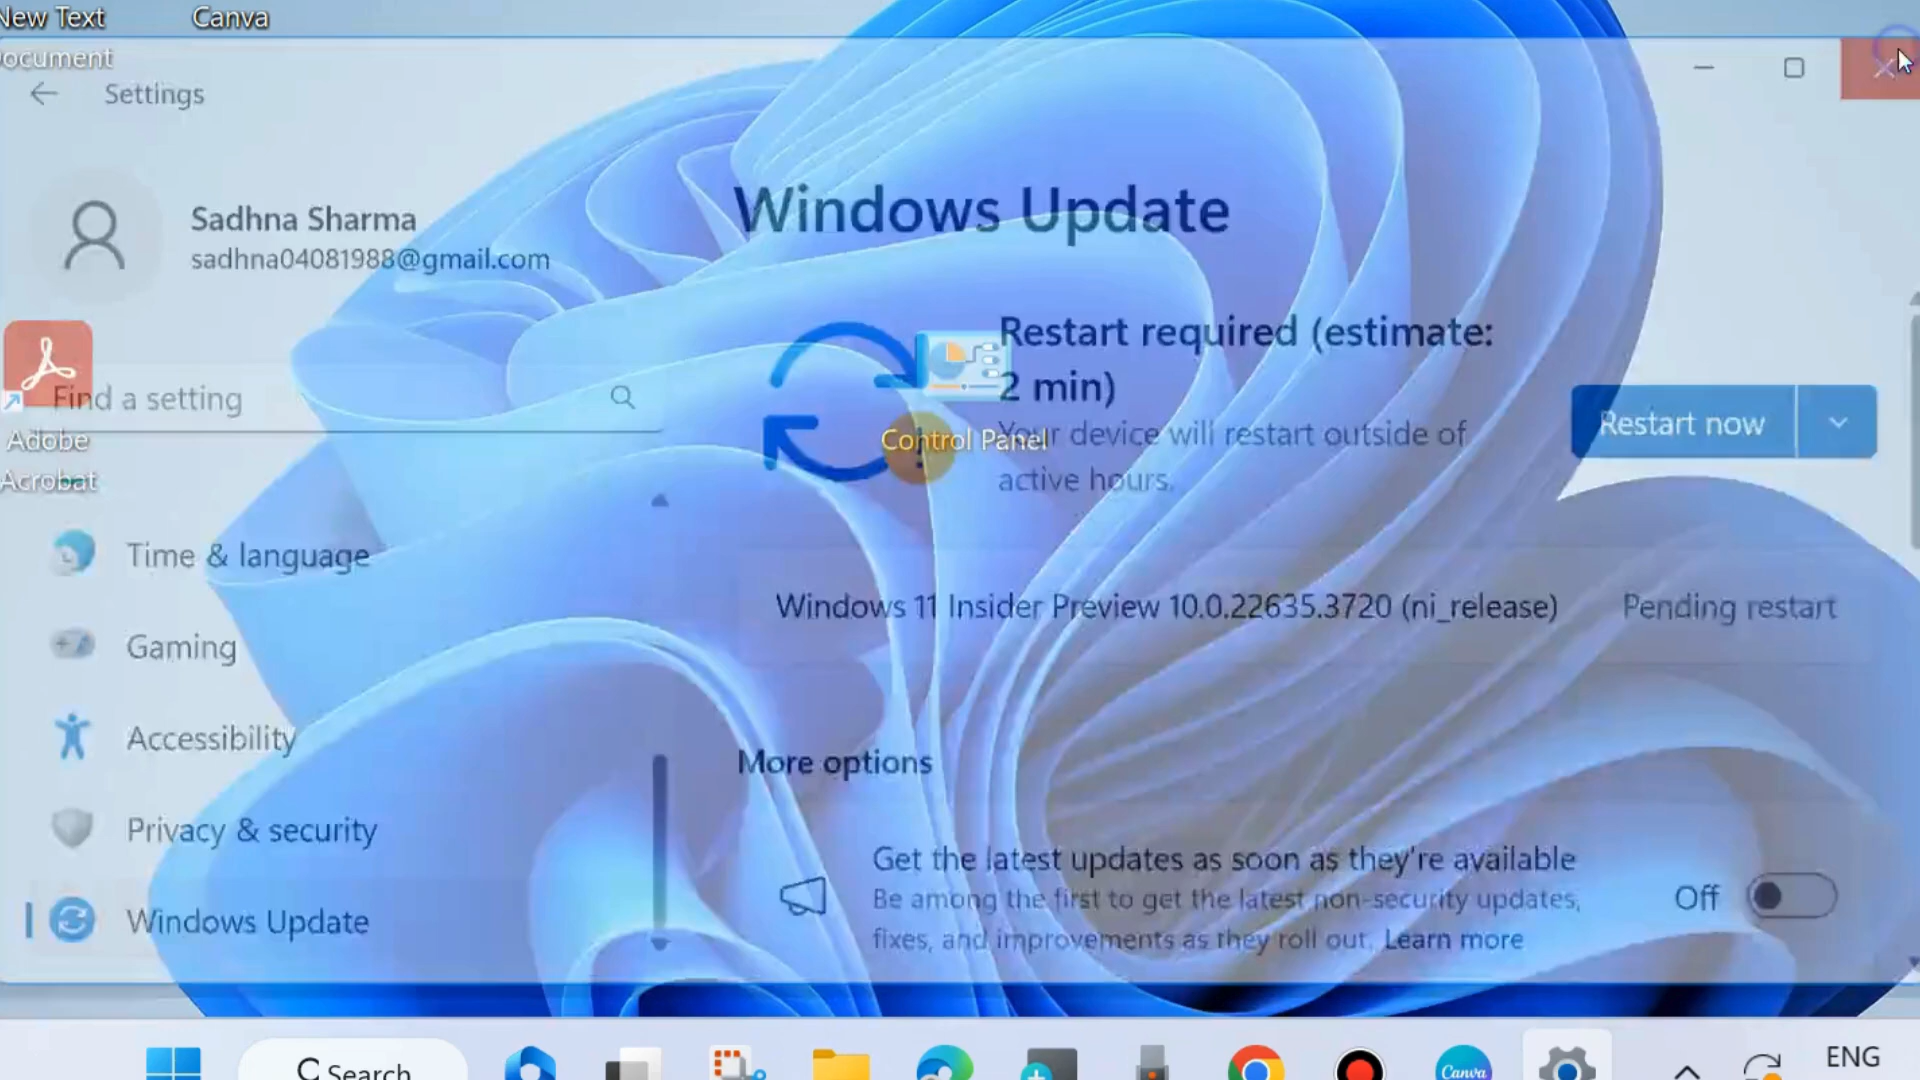 New Text
Document
Canva
Settings
Sadhna Sharma
sadhna04081988@gmail.com
Find a setting
Adobe
Acrobat
Time & language
Gaming
Accessibility
Privacy & security
Windows Update
Windows Update
Restart required (estimate:
2 min)
Control Panel
Your device will restart outside of
active hours.
Restart now
Windows 11 Insider Preview 10.0.22635.3720 (ni_release)
Pending restart
More options
Get the latest updates as soon as they're available
Be among the first to get the latest non-security updates,
fixes, and improvements as they roll out. Learn more
Off
Search
Canva
ENG